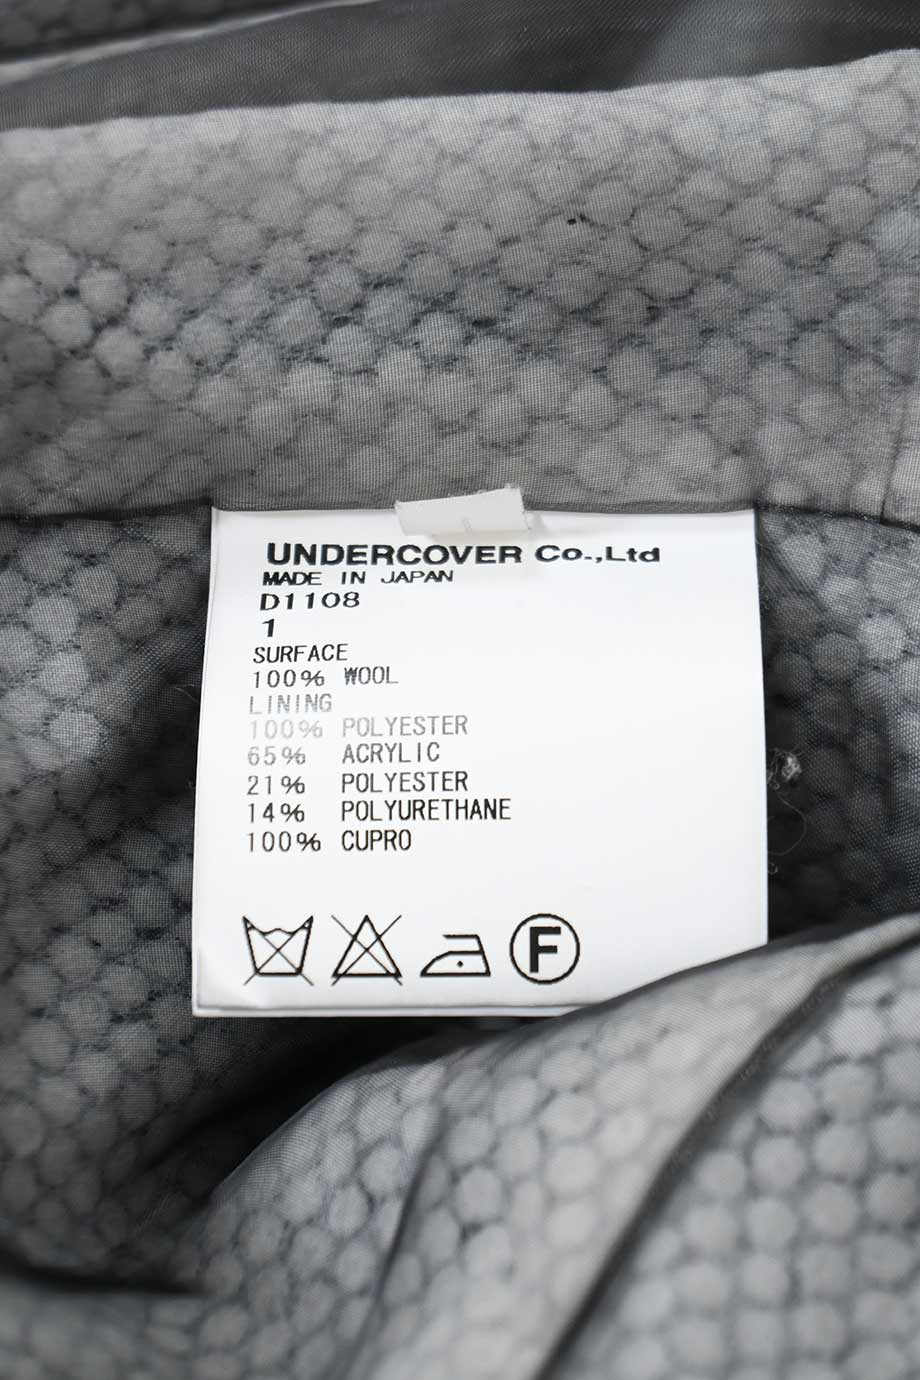 UNDERCOVER Co.,Ltd
MADE IN JAPAN
D1108
1
SURFACE
100% WOOL
LINING
100% POLYESTER
65% ACRYLIC
21% POLYESTER
14% POLYURETHANE
100% CUPRO
F